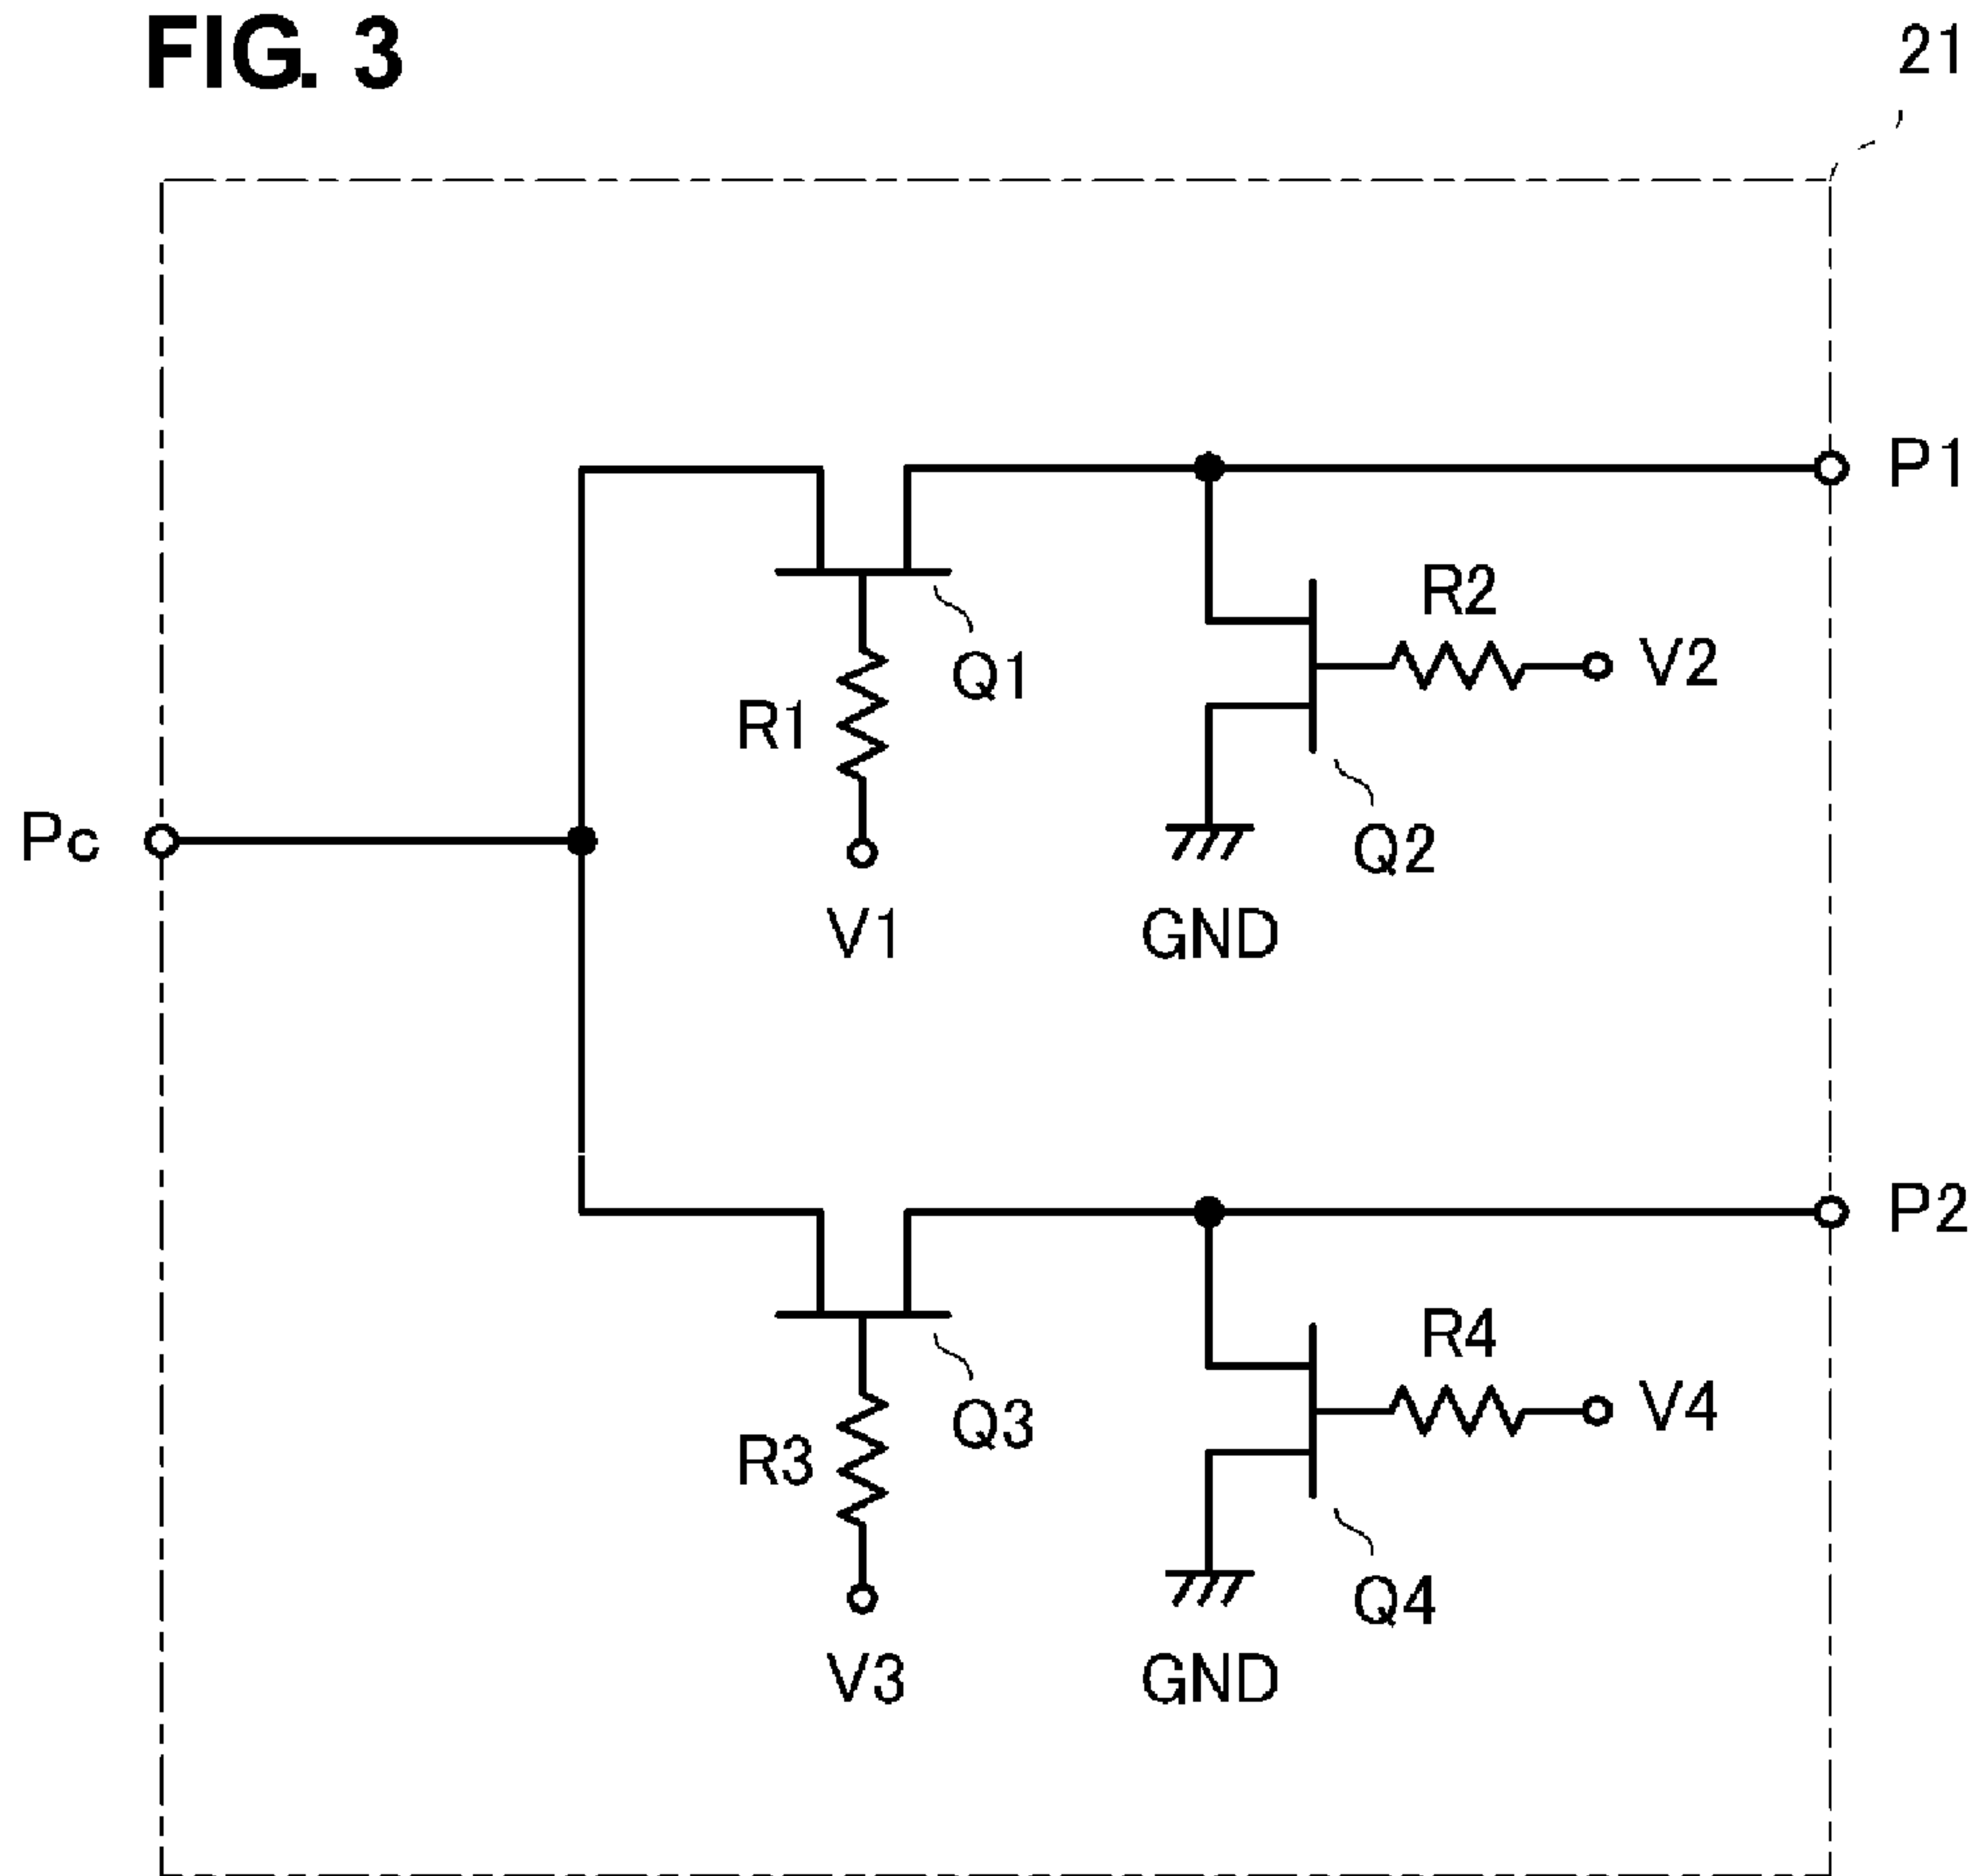 FIG. 3
21
P1
R2
V2
Q1
R1
Pc
Q2
V1
GND
P2
R4
V4
Q3
R3
Q4
V3
GND